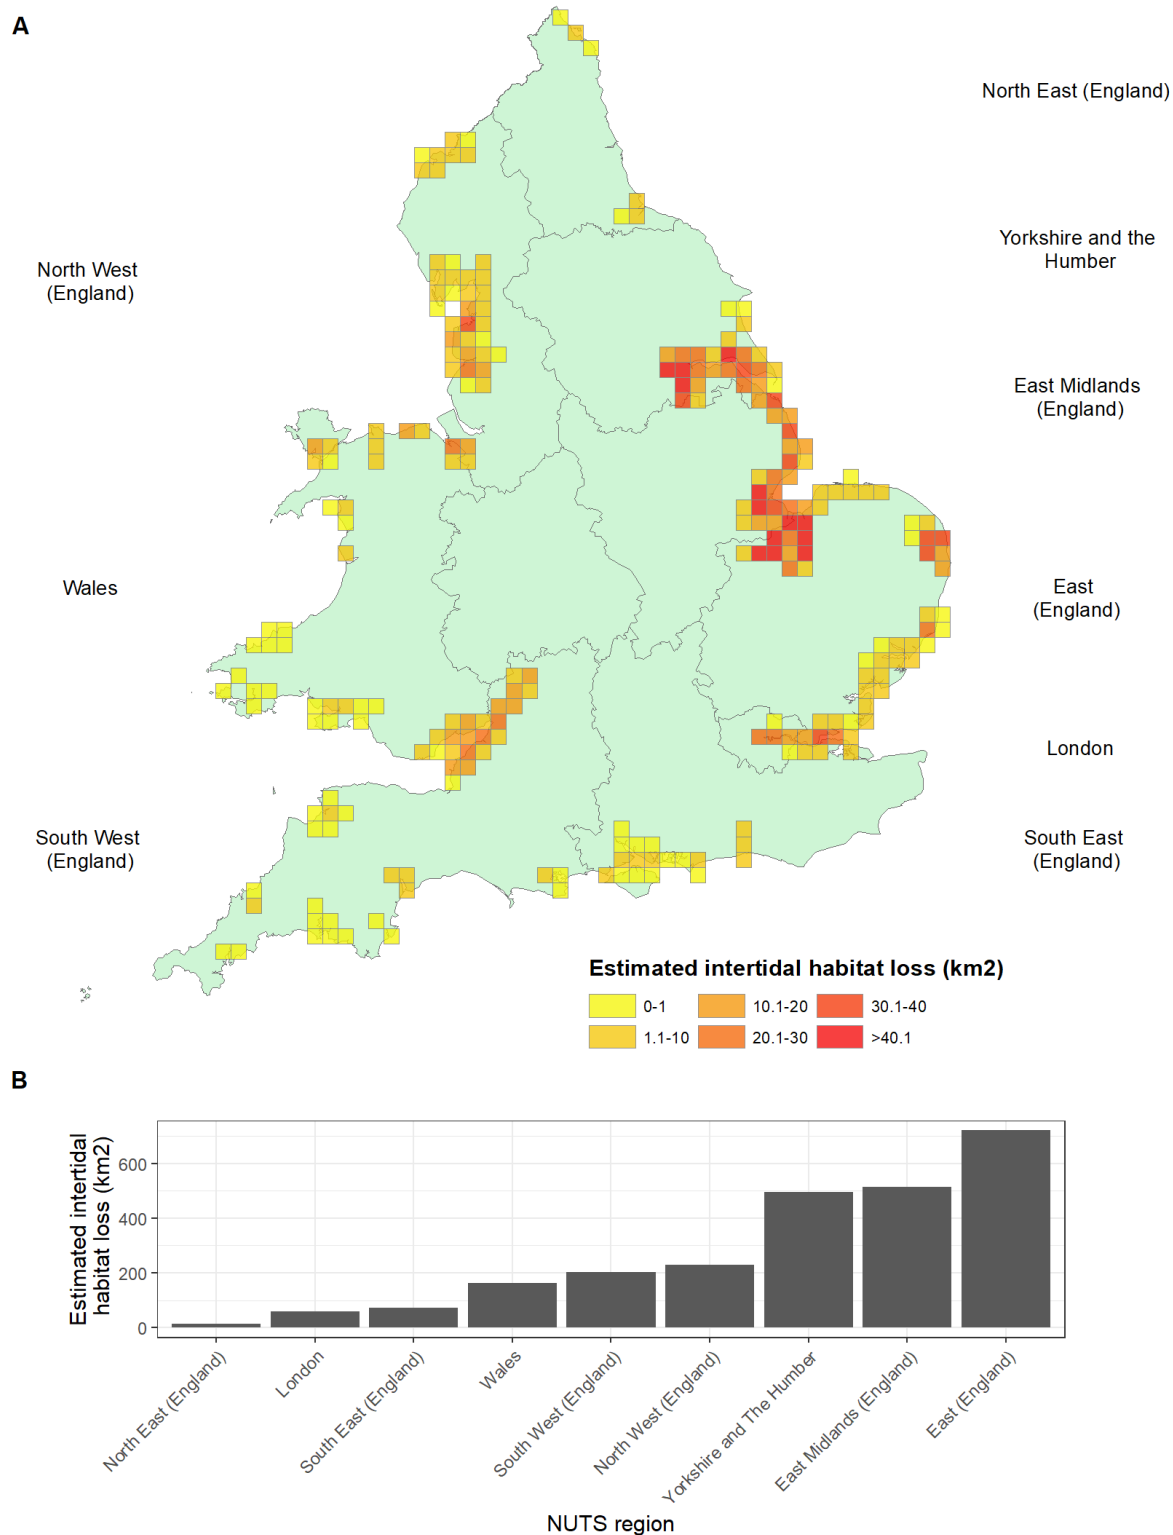 A
North East (England)
Yorkshire and the
Humber
North West
(England)
East Midlands
(England)
Wales
East
(England)
London
South West
(England)
South East
(England)
Estimated intertidal habitat loss (km2)
0-1
10.1-20
30.1-40
1.1-10
20.1-30
>40.1
B
Estimated intertidal
habitat loss (km2)
600
400
200
0
North East (England)
London
South East (England)
Wales
South West (England)
North West (England)
Yorkshire and The Humber
East Midlands (England)
East (England)
NUTS region